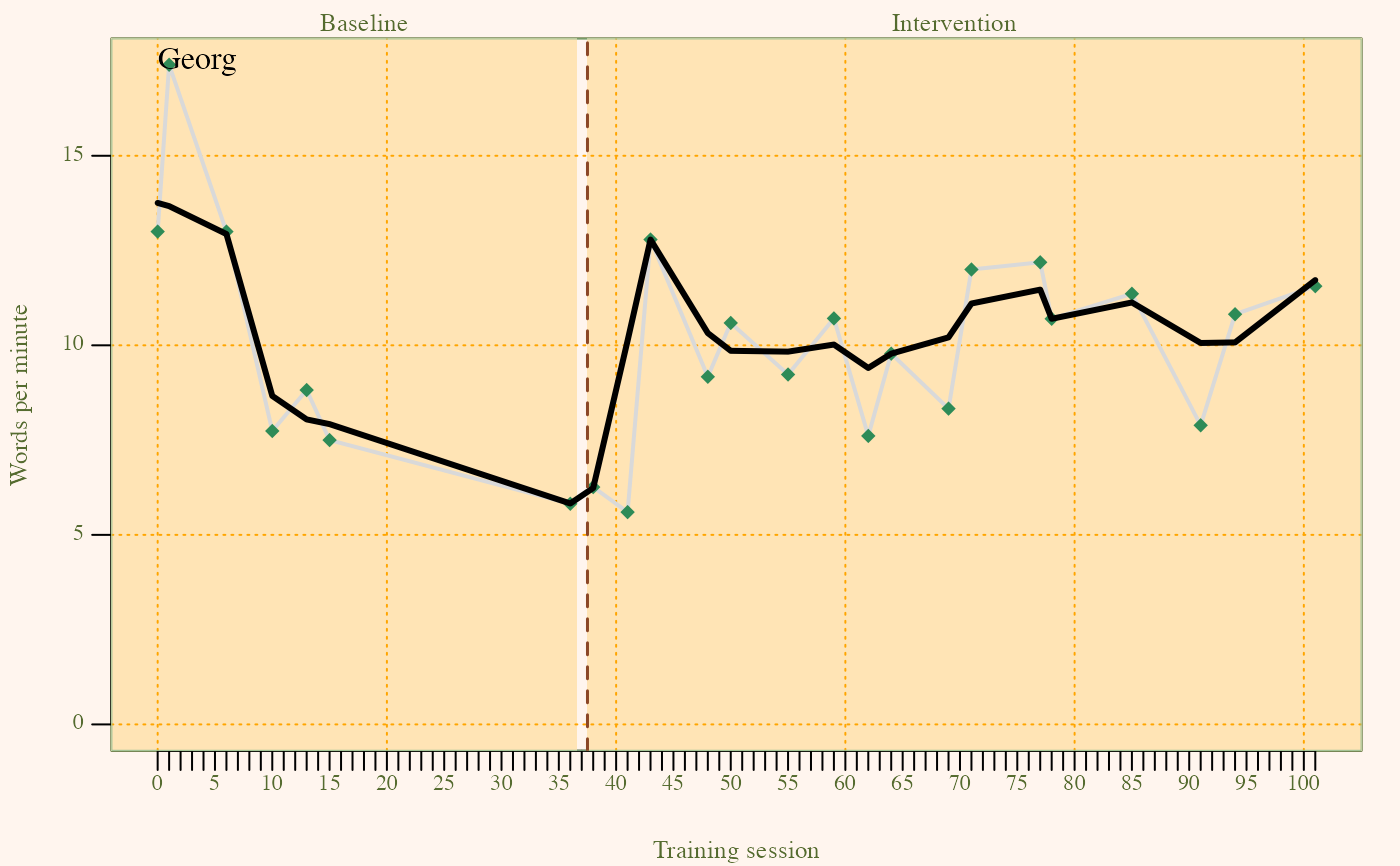 Baseline Intervention
Georg
15
10
5
0
Words per minute
0 5 10 15 20 25 30 35 40 45 50 55 60 65 70 75 80 85 90 95 100
Training session